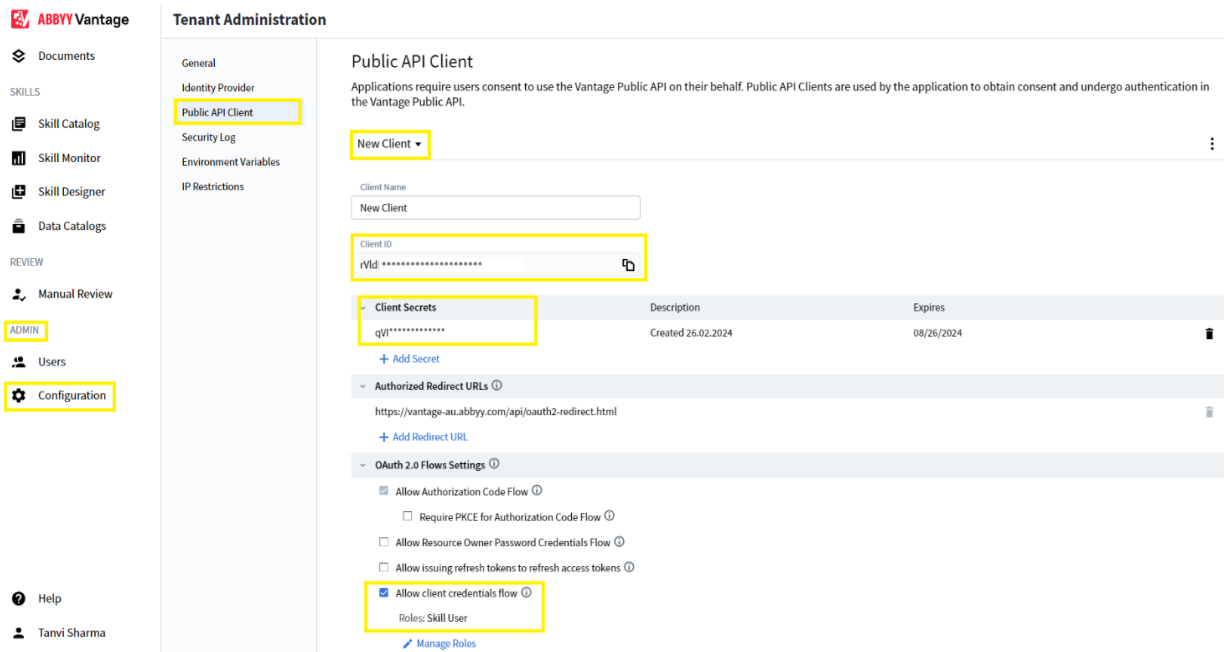 ABBYY Vantage
Documents
SKILLS
Skill Catalog
Skill Monitor
Skill Designer
Data Catalogs
REVIEW
Manual Review
ADMIN
Users
Configuration
Help
Tanvi Sharma
Tenant Administration
General
Identity Provider
Public API Client
Security Log
Environment Variables
IP Restrictions
Public API Client
Applications require users consent to use the Vantage Public API on their behalf. Public API Clients are used by the application to obtain consent and undergo authentication in
the Vantage Public API.
New Client
Client Name
New Client
Client ID
rVld *********************
Client Secrets Description Expires
qVI************* Created 26.02.2024 08/26/2024
+ Add Secret
Authorized Redirect URLs
https://vantage-au.abbyy.com/api/oauth2-redirect.html
+ Add Redirect URL
OAuth 2.0 Flows Settings
Allow Authorization Code Flow
Require PKCE for Authorization Code Flow
Allow Resource Owner Password Credentials Flow
Allow issuing refresh tokens to refresh access tokens
Allow client credentials flow
Roles: Skill User
Manage Roles